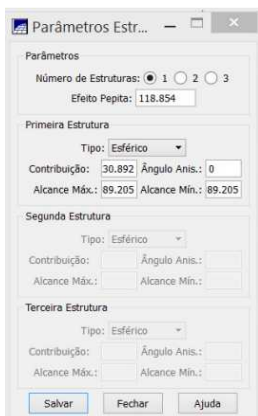 Parâmetros Estr...
Parâmetros
Número de Estruturas: 1 2 3
Efeito Pepita: 118.854
Primeira Estrutura
Tipo: Esférico
Contribuição: 30.892 Ângulo Anis.: 0
Alcance Máx.: 89.205 Alcance Mín.: 89.205
Segunda Estrutura
Tipo: Esférico
Contribuição: Ângulo Anis.:
Alcance Máx.: Alcance Mín.:
Terceira Estrutura
Tipo: Esférico
Contribuição: Ângulo Anis.:
Alcance Máx.: Alcance Mín.:
Salvar Fechar Ajuda